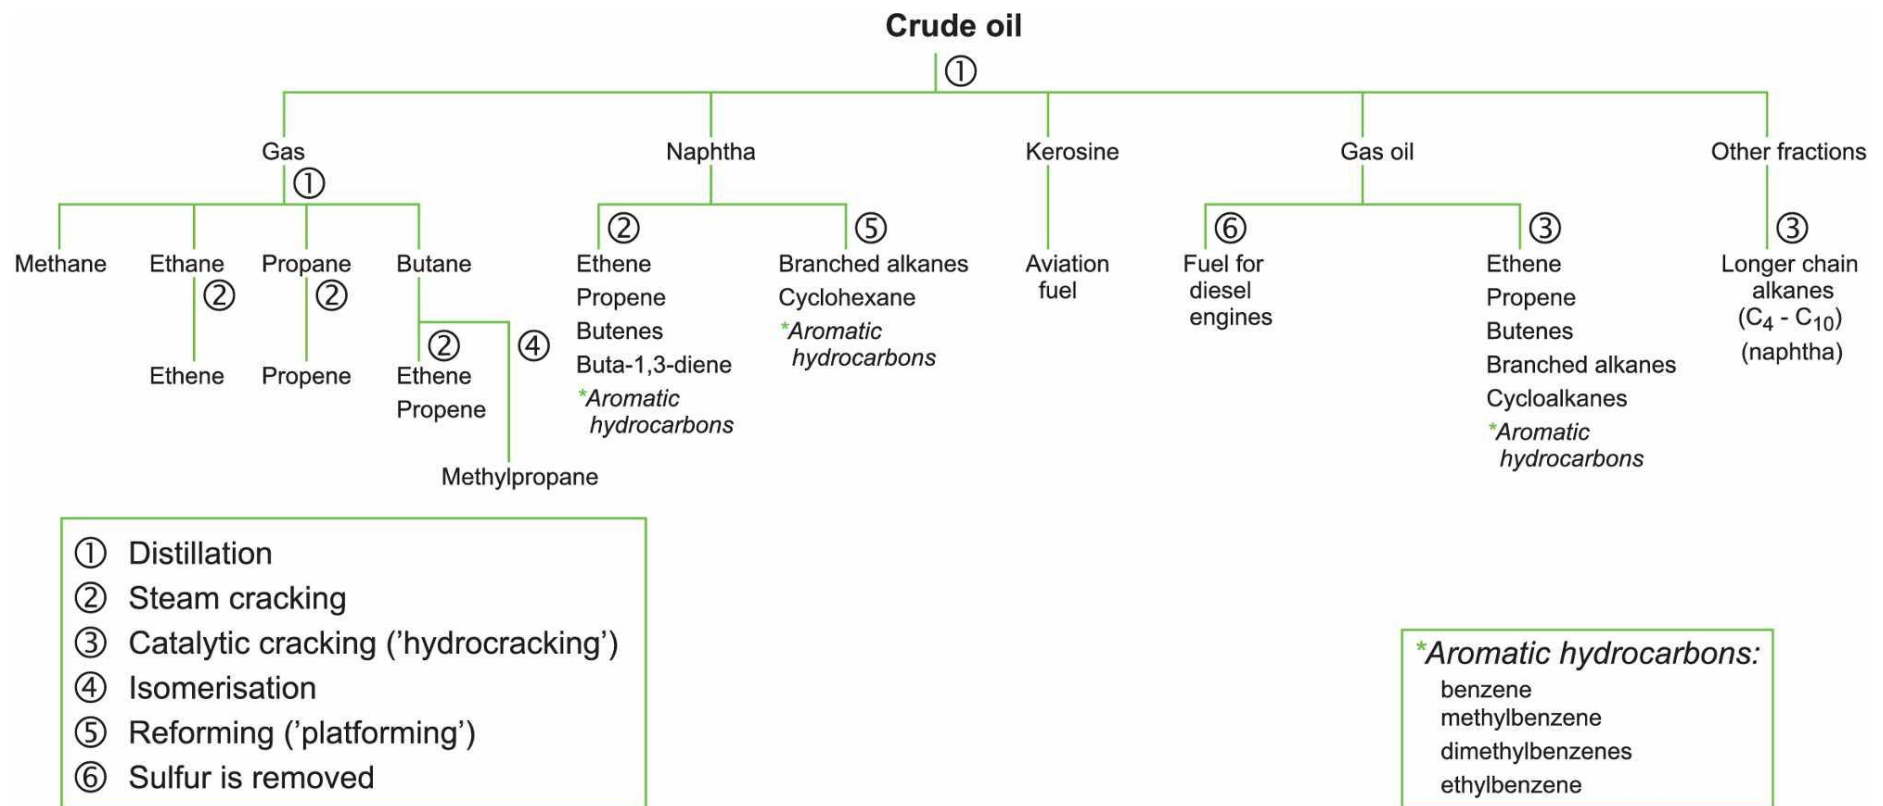 Crude oil
①
Gas
Naphtha
Kerosine
Gas oil
Other fractions
①
Methane
Ethane
Propane
Butane
②
②
②
④
Ethene
Propene
Ethene
Propene
Methylpropane
②
Ethene
Propene
Butenes
Buta-1,3-diene
*Aromatic
hydrocarbons
⑤
Branched alkanes
Cyclohexane
*Aromatic
hydrocarbons
Aviation
fuel
⑥
Fuel for
diesel
engines
③
Ethene
Propene
Butenes
Branched alkanes
Cycloalkanes
*Aromatic
hydrocarbons
③
Longer chain
alkanes
(C4 - C10)
(naphtha)
① Distillation
② Steam cracking
③ Catalytic cracking (’hydrocracking’)
④ Isomerisation
⑤ Reforming (’platforming’)
⑥ Sulfur is removed
*Aromatic hydrocarbons:
benzene
methylbenzene
dimethylbenzenes
ethylbenzene